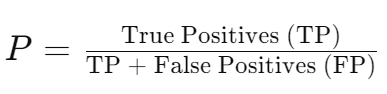 P = True Positives (TP) / TP + False Positives (FP)